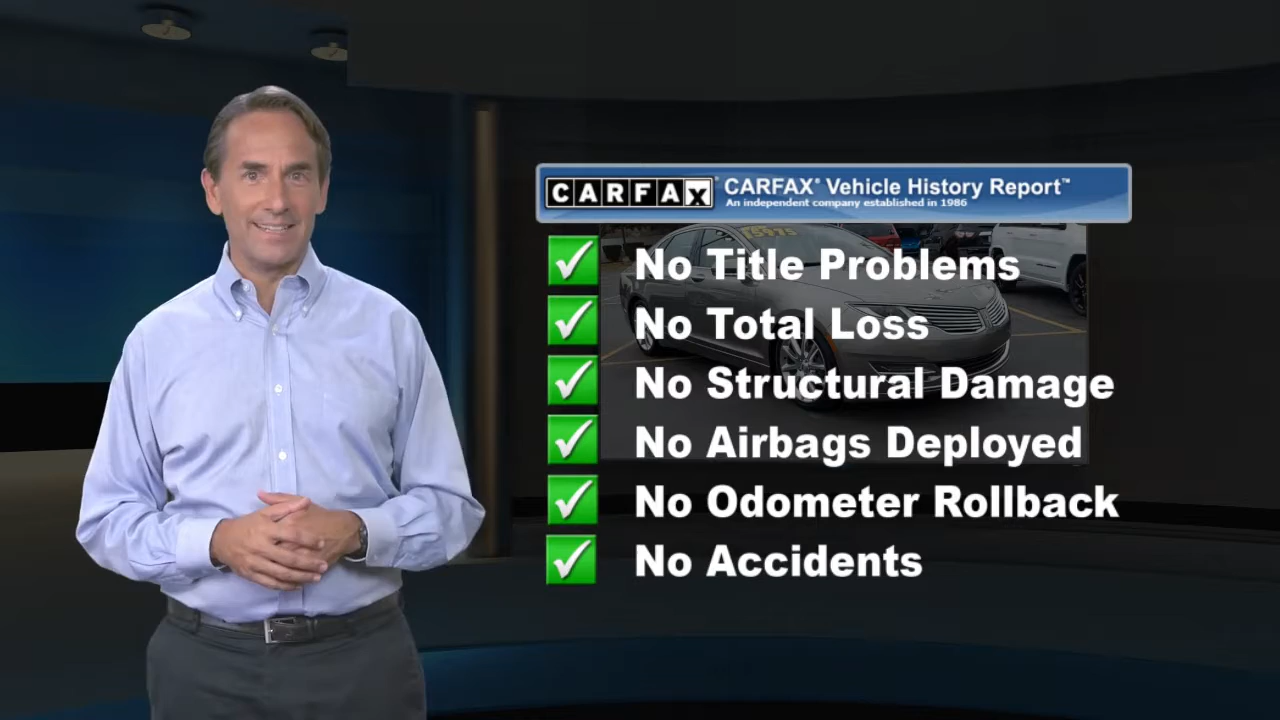 CARFAX® CARFAX® Vehicle History Report™
An independent company established in 1986
15975
No Title Problems
No Total Loss
No Structural Damage
No Airbags Deployed
No Odometer Rollback
No Accidents